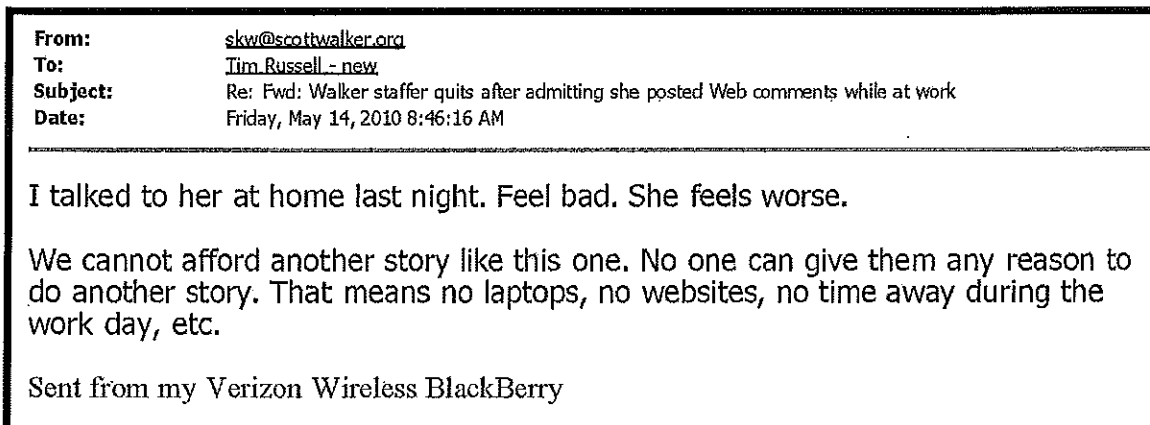 From: skw@scottwalker.org
To: Tim Russell - new
Subject: Re: Fwd: Walker staffer quits after admitting she posted Web comments while at work
Date: Friday, May 14, 2010 8:46:16 AM
I talked to her at home last night. Feel bad. She feels worse.
We cannot afford another story like this one. No one can give them any reason to
do another story. That means no laptops, no websites, no time away during the
work day, etc.
Sent from my Verizon Wireless BlackBerry